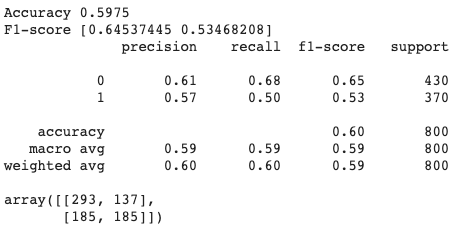 Accuracy 0.5975
F1-score [0.64537445 0.53468208]
precision recall f1-score support
0 0.61 0.68 0.65 430
1 0.57 0.50 0.53 370
accuracy 0.60 800
macro avg 0.59 0.59 0.59 800
weighted avg 0.60 0.60 0.59 800
array([[293, 137],
[185, 185]])